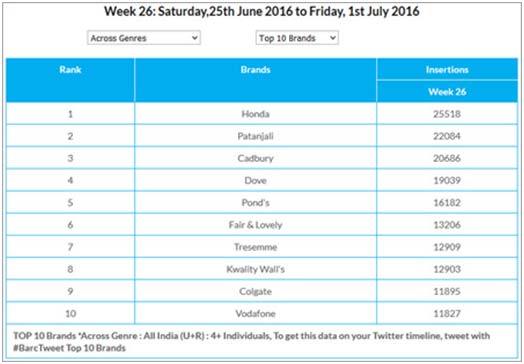 Week 26: Saturday,25th June 2016 to Friday, 1st July 2016
Across Genres Top 10 Brands
Rank Brands Insertions
Week 26
1 Honda 25518
2 Patanjali 22084
3 Cadbury 20686
4 Dove 19039
5 Pond's 16182
6 Fair & Lovely 13206
7 Tresemme 12909
8 Kwality Wall's 12903
9 Colgate 11895
10 Vodafone 11827
TOP 10 Brands *Across Genre : All India (U+R) : 4+ Individuals, To get this data on your Twitter timeline, tweet with
#BarcTweet Top 10 Brands